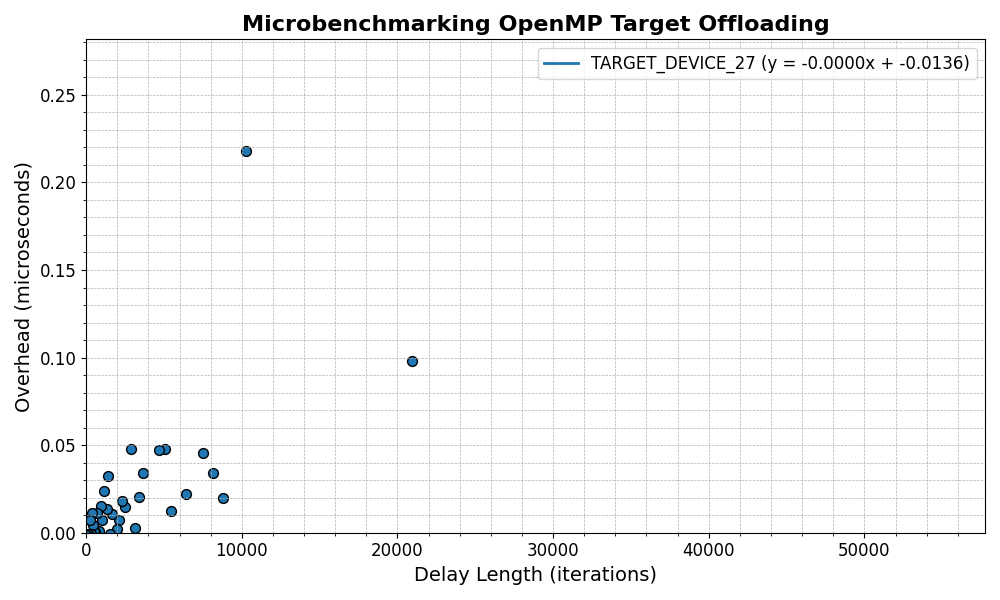 Microbenchmarking OpenMP Target Offloading
TARGET_DEVICE_27 (y = -0.0000x + -0.0136)
Overhead (microseconds)
0.25
0.20
0.15
0.10
0.05
0.00
0 10000 20000 30000 40000 50000
Delay Length (iterations)